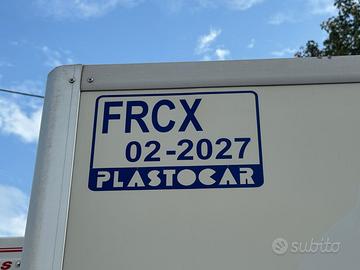 FRCX
02-2027
PLASTOCAR
subito